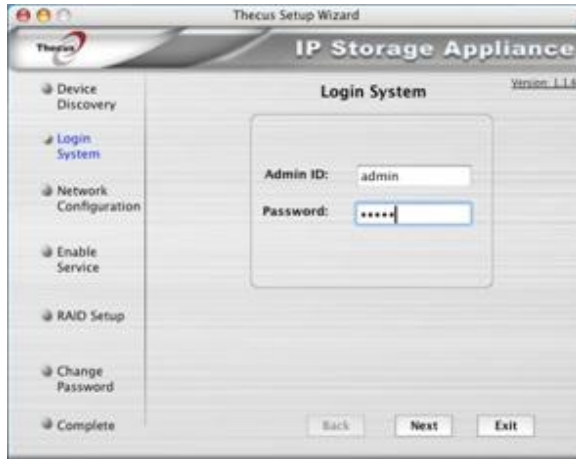 Thecus Setup Wizard
Thecus
IP Storage Appliance
Version: 1.1.6
Device
Discovery
Login
System
Network
Configuration
Enable
Service
RAID Setup
Change
Password
Complete
Login System
Admin ID:
admin
Password:
•••••
Back
Next
Exit